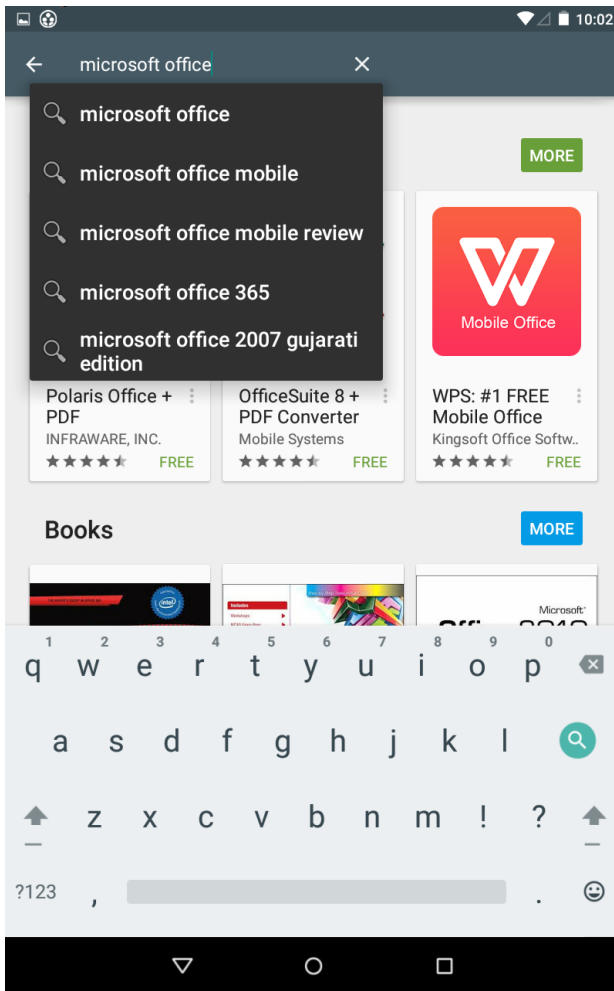 10:02
microsoft office
microsoft office
microsoft office mobile
microsoft office mobile review
microsoft office 365
microsoft office 2007 gujarati
edition
MORE
Mobile Office
Polaris Office +
PDF
INFRAWARE, INC.
FREE
OfficeSuite 8 +
PDF Converter
Mobile Systems
FREE
WPS: #1 FREE
Mobile Office
Kingsoft Office Softw..
FREE
Books
MORE
intel
Includes
Microsoft
1 2 3 4 5 6 7 8 9 0
q w e r t y u i o p
a s d f g h j k l
z x c v b n m ! ?
?123 , .